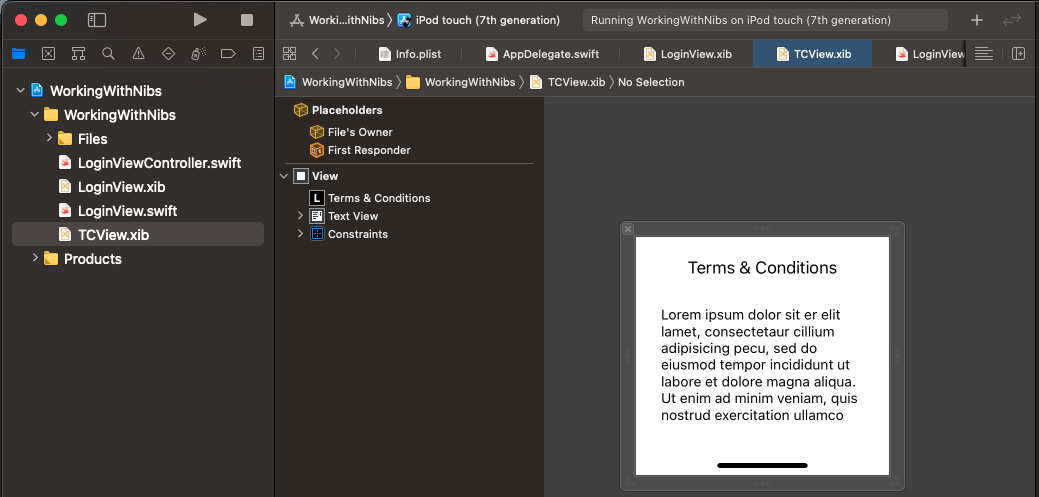 Worki...ithNibs
iPod touch (7th generation)
Running WorkingWithNibs on iPod touch (7th generation)
Info.plist
AppDelegate.swift
LoginView.xib
TCView.xib
LoginView
WorkingWithNibs
WorkingWithNibs
TCView.xib
No Selection
WorkingWithNibs
WorkingWithNibs
Files
LoginViewController.swift
LoginView.xib
LoginView.swift
TCView.xib
Products
Placeholders
File's Owner
First Responder
View
L Terms & Conditions
Text View
Constraints
Terms & Conditions
Lorem ipsum dolor sit er elit
lamet, consectetaur cillium
adipisicing pecu, sed do
eiusmod tempor incididunt ut
labore et dolore magna aliqua.
Ut enim ad minim veniam, quis
nostrud exercitation ullamco